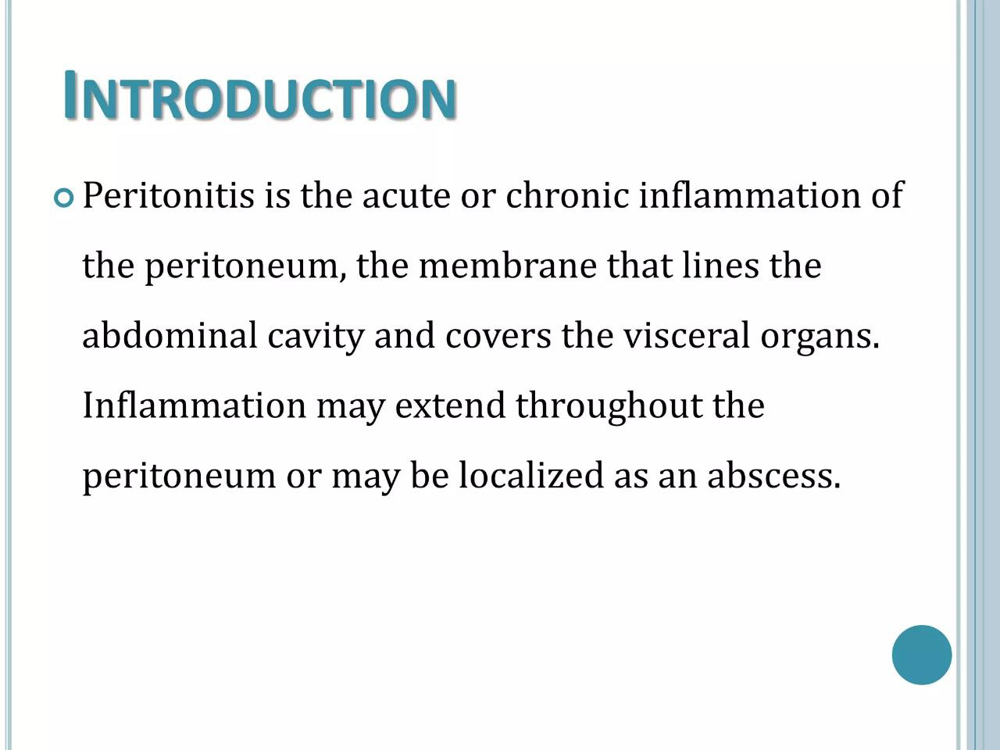 INTRODUCTION
Peritonitis is the acute or chronic inflammation of
the peritoneum, the membrane that lines the
abdominal cavity and covers the visceral organs.
Inflammation may extend throughout the
peritoneum or may be localized as an abscess.